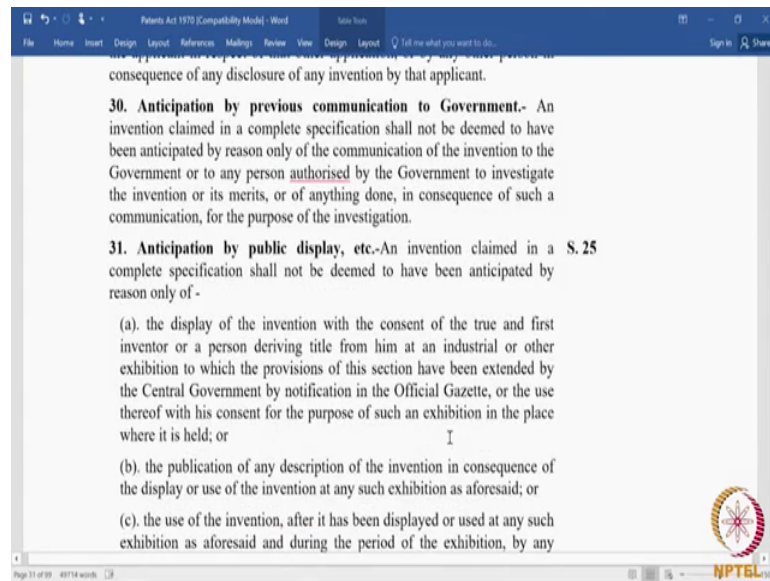 Patents Act 1970 [Compatibility Mode] - Word
Table Tools
File Home Insert Design Layout References Mailings Review View Design Layout Tell me what you want to do...
Sign in Share
consequence of any disclosure of any invention by that applicant.
30. Anticipation by previous communication to Government.- An
invention claimed in a complete specification shall not be deemed to have
been anticipated by reason only of the communication of the invention to the
Government or to any person authorised by the Government to investigate
the invention or its merits, or of anything done, in consequence of such a
communication, for the purpose of the investigation.
31. Anticipation by public display, etc.-An invention claimed in a S. 25
complete specification shall not be deemed to have been anticipated by
reason only of -
(a). the display of the invention with the consent of the true and first
inventor or a person deriving title from him at an industrial or other
exhibition to which the provisions of this section have been extended by
the Central Government by notification in the Official Gazette, or the use
thereof with his consent for the purpose of such an exhibition in the place
where it is held; or
(b). the publication of any description of the invention in consequence of
the display or use of the invention at any such exhibition as aforesaid; or
(c). the use of the invention, after it has been displayed or used at any such
exhibition as aforesaid and during the period of the exhibition, by any
Page 31 of 99 49714 words
NPTEL